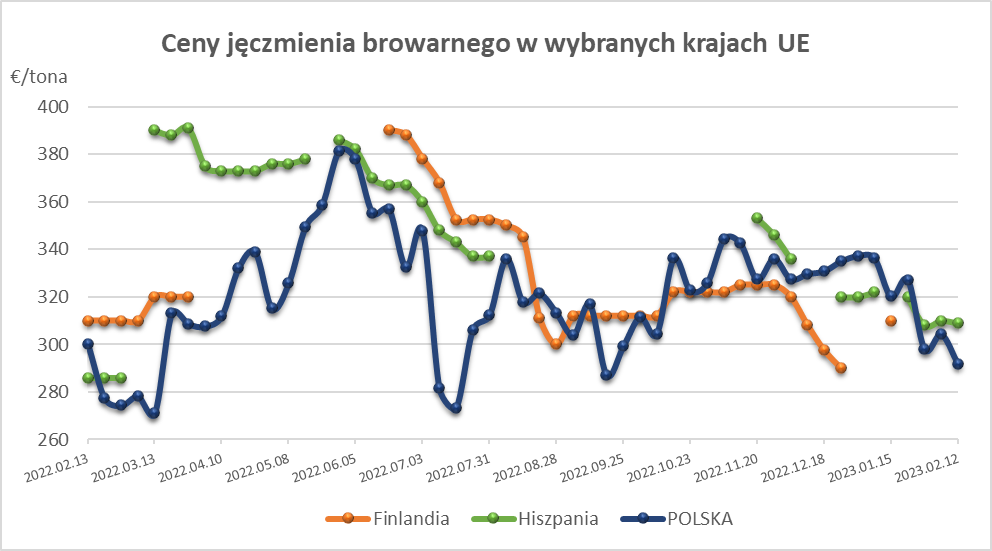 Ceny jęczmienia browarnego w wybranych krajach UE
€/tona
400
380
360
340
320
300
280
260
2022.02.13 2022.03.13 2022.04.10 2022.05.08 2022.06.05 2022.07.03 2022.07.31 2022.08.28 2022.09.25 2022.10.23 2022.11.20 2022.12.18 2023.01.15 2023.02.12
Finlandia Hiszpania POLSKA